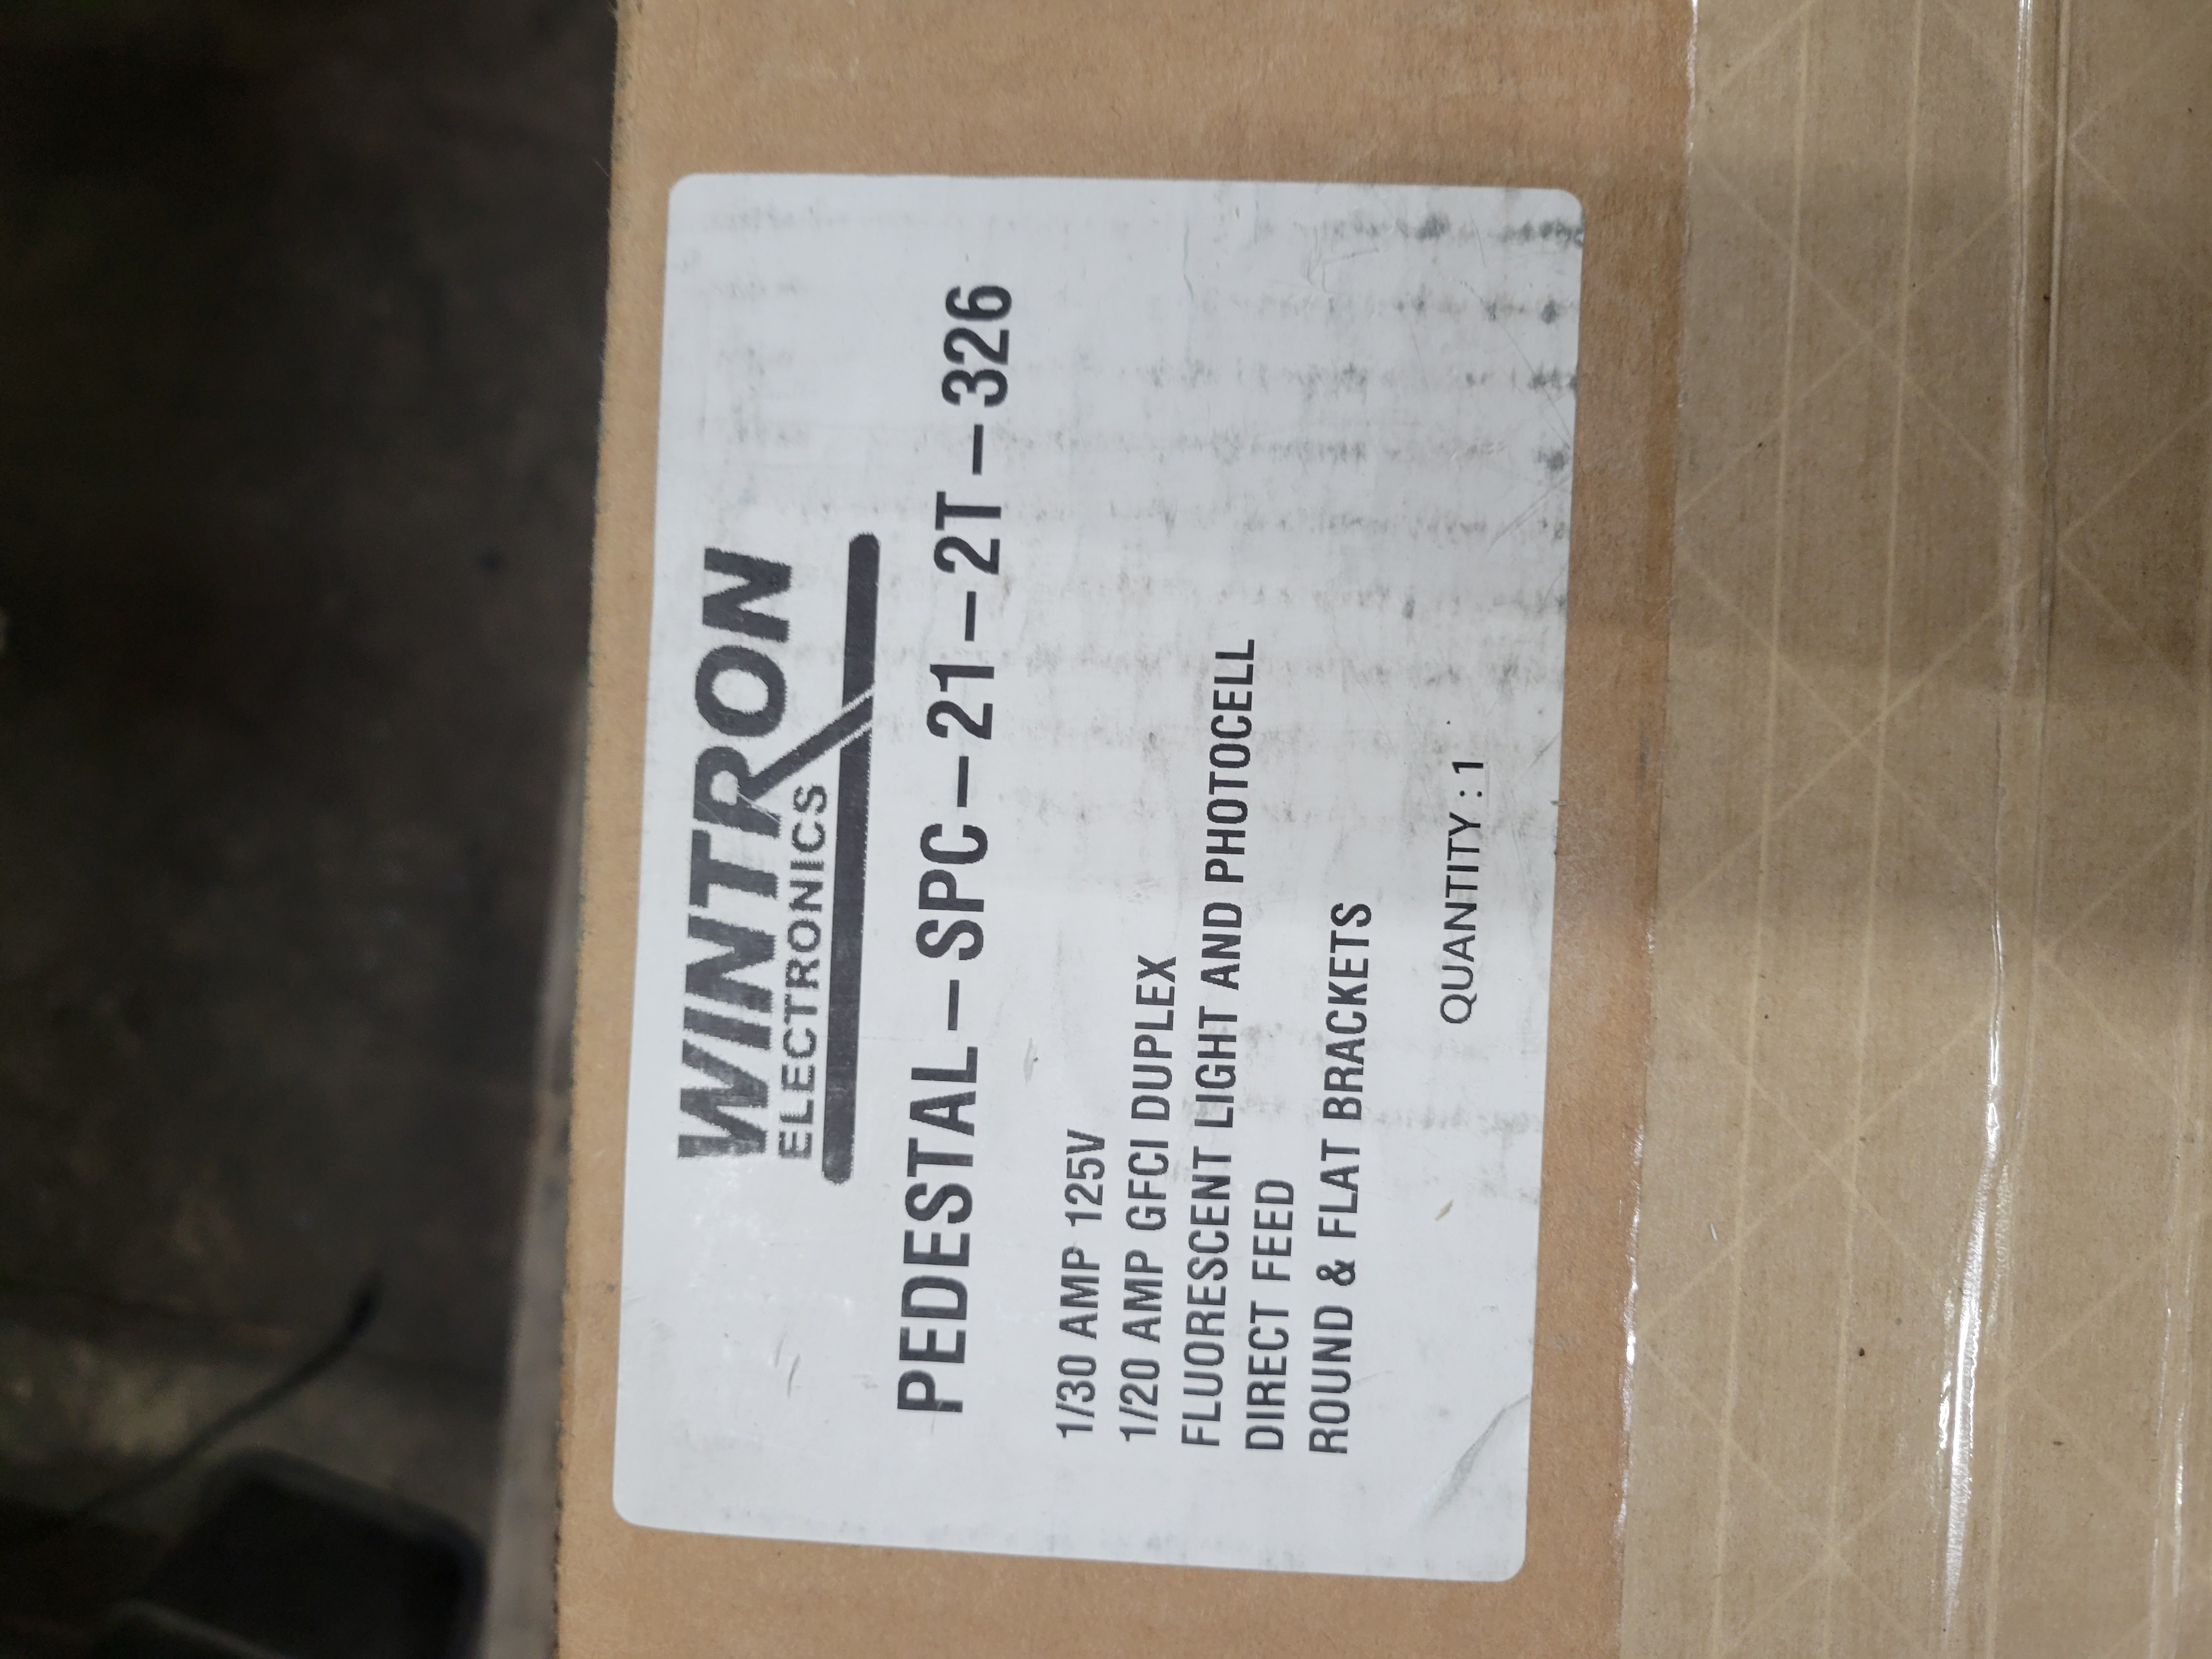 WINTRON
ELECTRONICS
PEDESTAL-SPC-21-2T-326
1/30 AMP 125V
1/20 AMP GFCI DUPLEX
FLUORESCENT LIGHT AND PHOTOCELL
DIRECT FEED
ROUND & FLAT BRACKETS
QUANTITY : 1